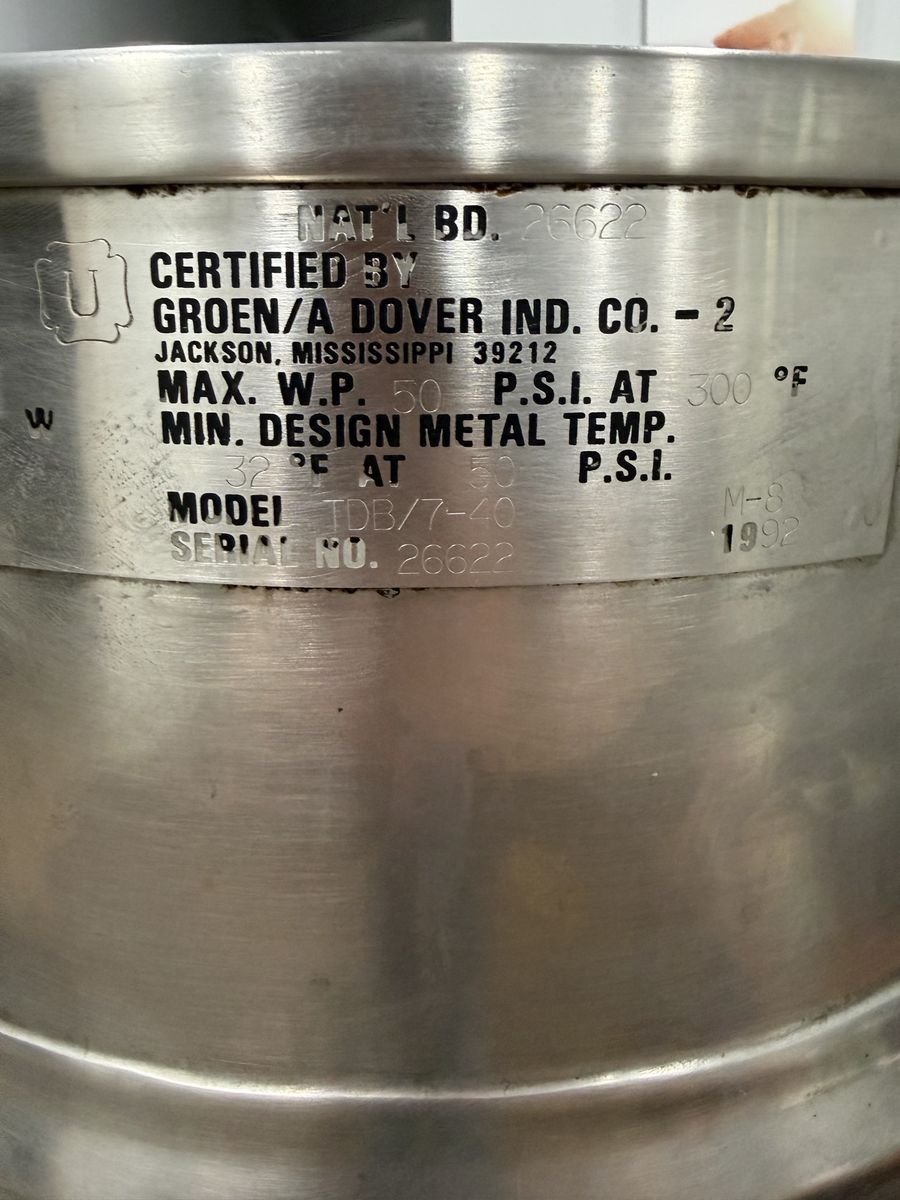 NAT'L BD. 26622
U
CERTIFIED BY
GROEN/A DOVER IND. CO. - 2
JACKSON, MISSISSIPPI 39212
W
MAX. W.P. 50 P.S.I. AT 300 °F
MIN. DESIGN METAL TEMP.
32 °F AT 50 P.S.I.
MODEL TDB/7-40 M-8
SERIAL NO. 26622 1992